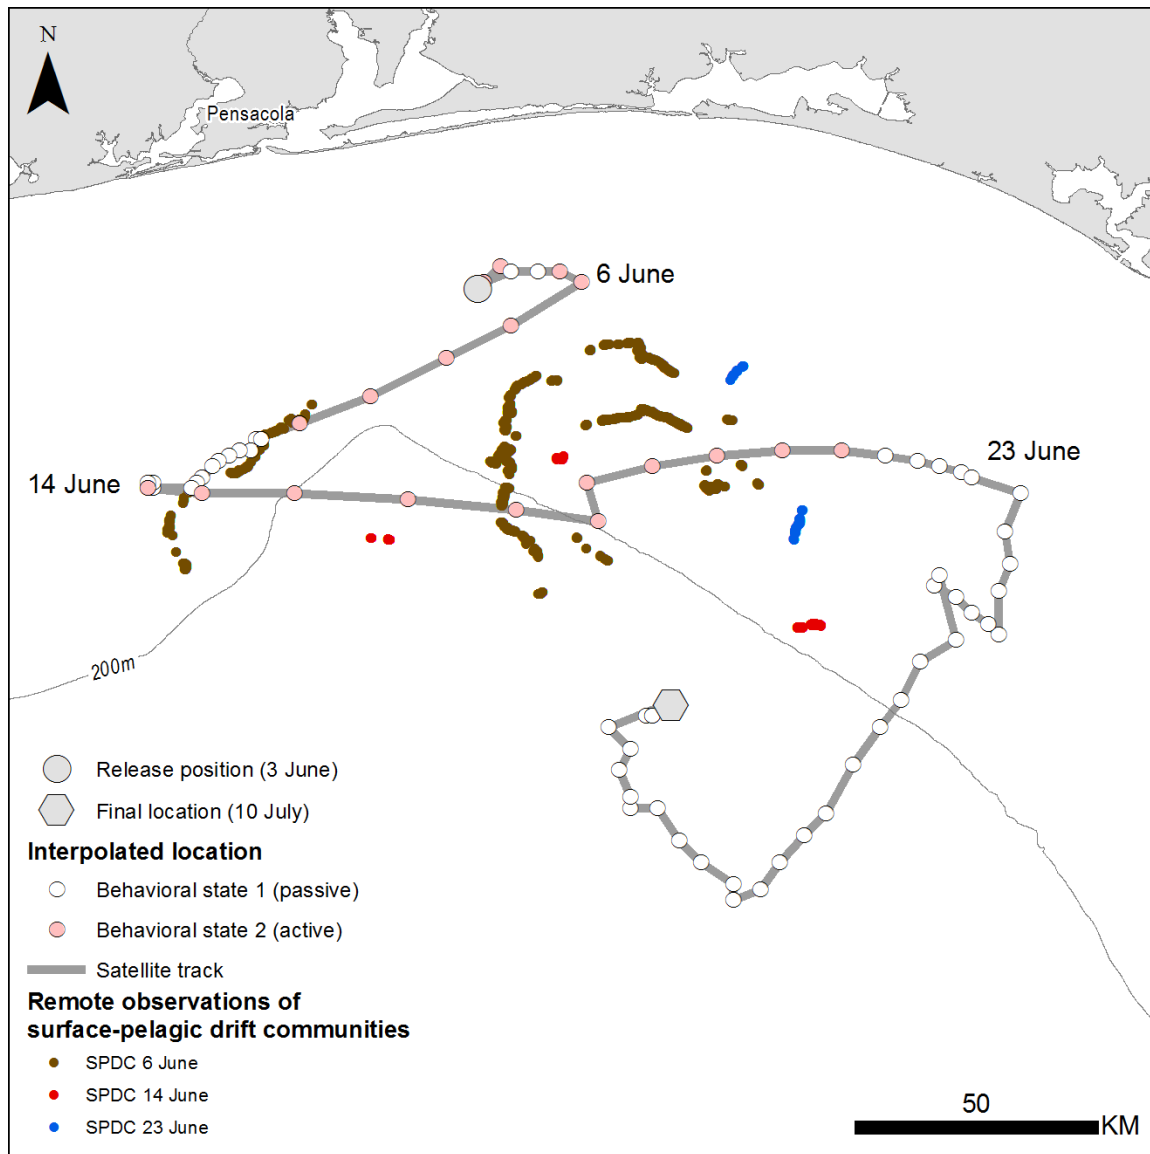 N
Pensacola
6 June
23 June
14 June
200m
Release position (3 June)
Final location (10 July)
Interpolated location
Behavioral state 1 (passive)
Behavioral state 2 (active)
Satellite track
Remote observations of
surface-pelagic drift communities
SPDC 6 June
SPDC 14 June
SPDC 23 June
50
KM